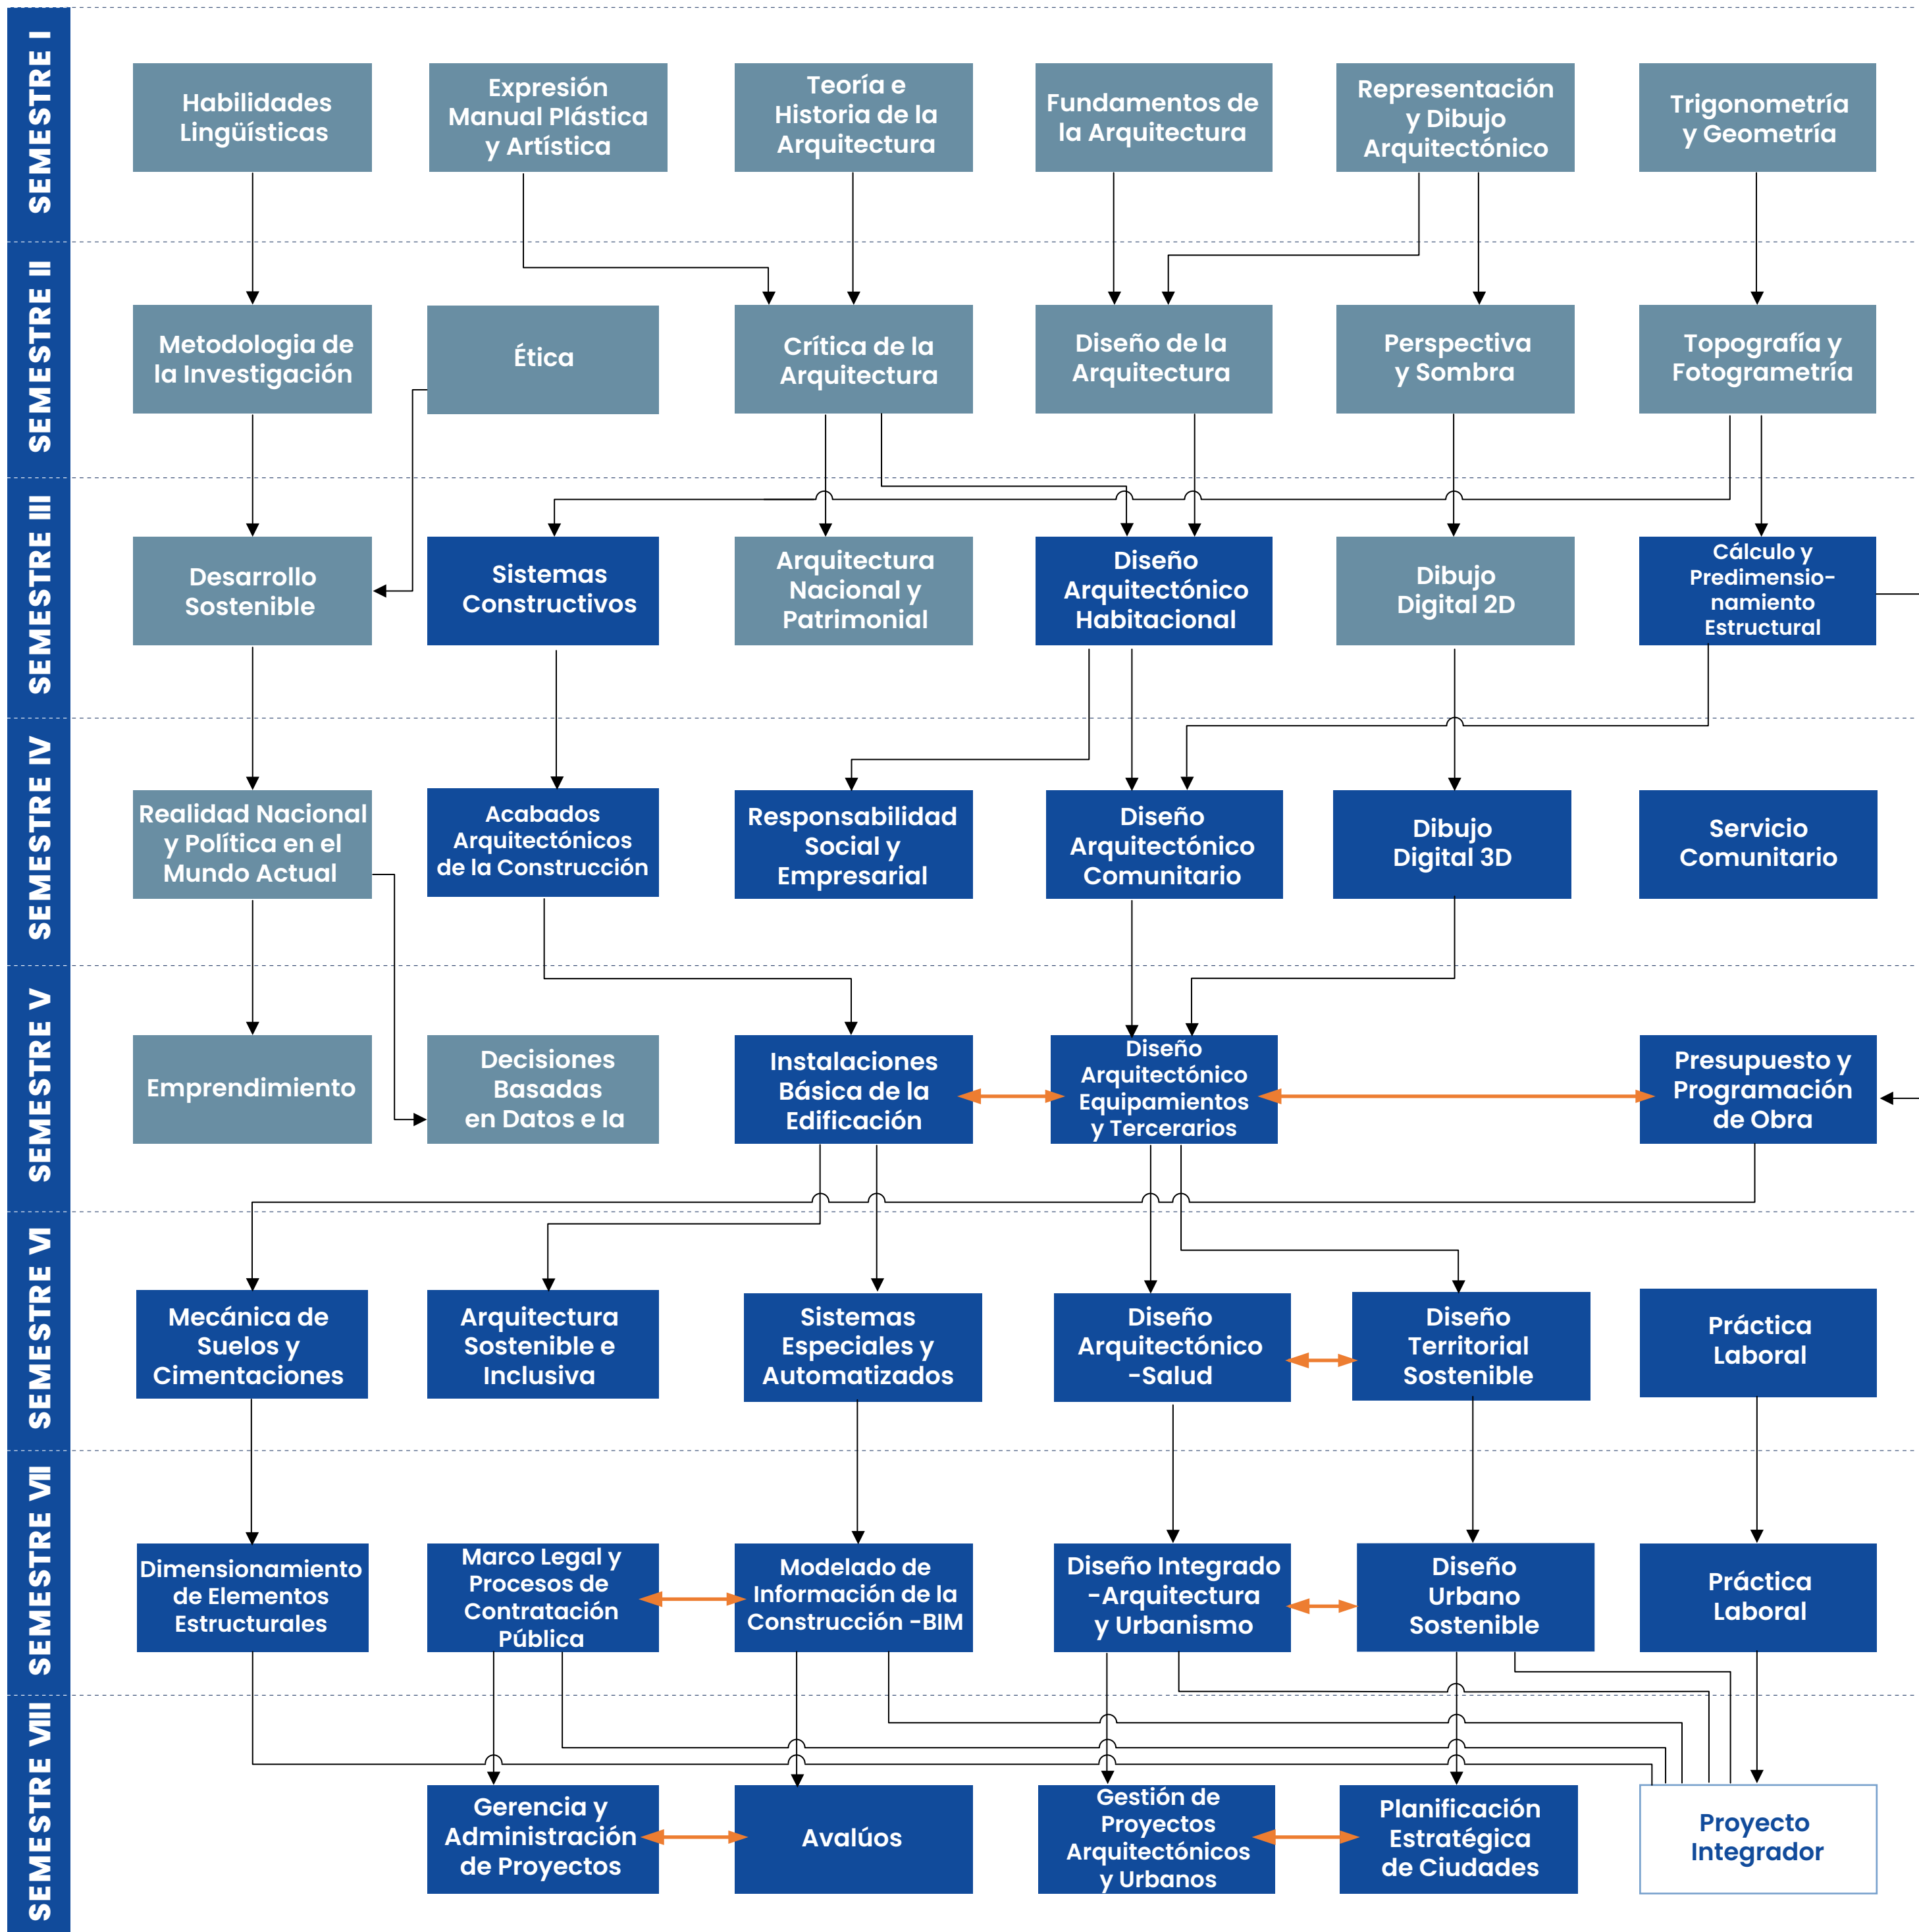 SEMESTRE I
Habilidades
Lingüísticas
Expresión
Manual Plástica
y Artística
Teoría e
Historia de la
Arquitectura
Fundamentos de
la Arquitectura
Representación
y Dibujo
Arquitectónico
Trigonometría
y Geometría
SEMESTRE II
Metodologia de
la Investigación
Ética
Crítica de la
Arquitectura
Diseño de la
Arquitectura
Perspectiva
y Sombra
Topografía y
Fotogrametría
SEMESTRE III
Desarrollo
Sostenible
Sistemas
Constructivos
Arquitectura
Nacional y
Patrimonial
Diseño
Arquitectónico
Habitacional
Dibujo
Digital 2D
Cálculo y
Predimensio-
namiento
Estructural
SEMESTRE IV
Realidad Nacional
y Política en el
Mundo Actual
Acabados
Arquitectónicos
de la Construcción
Responsabilidad
Social y
Empresarial
Diseño
Arquitectónico
Comunitario
Dibujo
Digital 3D
Servicio
Comunitario
SEMESTRE V
Emprendimiento
Decisiones
Basadas
en Datos e Ia
Instalaciones
Básica de la
Edificación
Diseño
Arquitectónico
Equipamientos
y Tercerarios
Presupuesto y
Programación
de Obra
SEMESTRE VI
Mecánica de
Suelos y
Cimentaciones
Arquitectura
Sostenible e
Inclusiva
Sistemas
Especiales y
Automatizados
Diseño
Arquitectónico
-Salud
Diseño
Territorial
Sostenible
Práctica
Laboral
SEMESTRE VII
Dimensionamiento
de Elementos
Estructurales
Marco Legal y
Procesos de
Contratación
Pública
Modelado de
Información de la
Construcción -BIM
Diseño Integrado
-Arquitectura
y Urbanismo
Diseño
Urbano
Sostenible
Práctica
Laboral
SEMESTRE VIII
Gerencia y
Administración
de Proyectos
Avalúos
Gestión de
Proyectos
Arquitectónicos
y Urbanos
Planificación
Estratégica
de Ciudades
Proyecto
Integrador